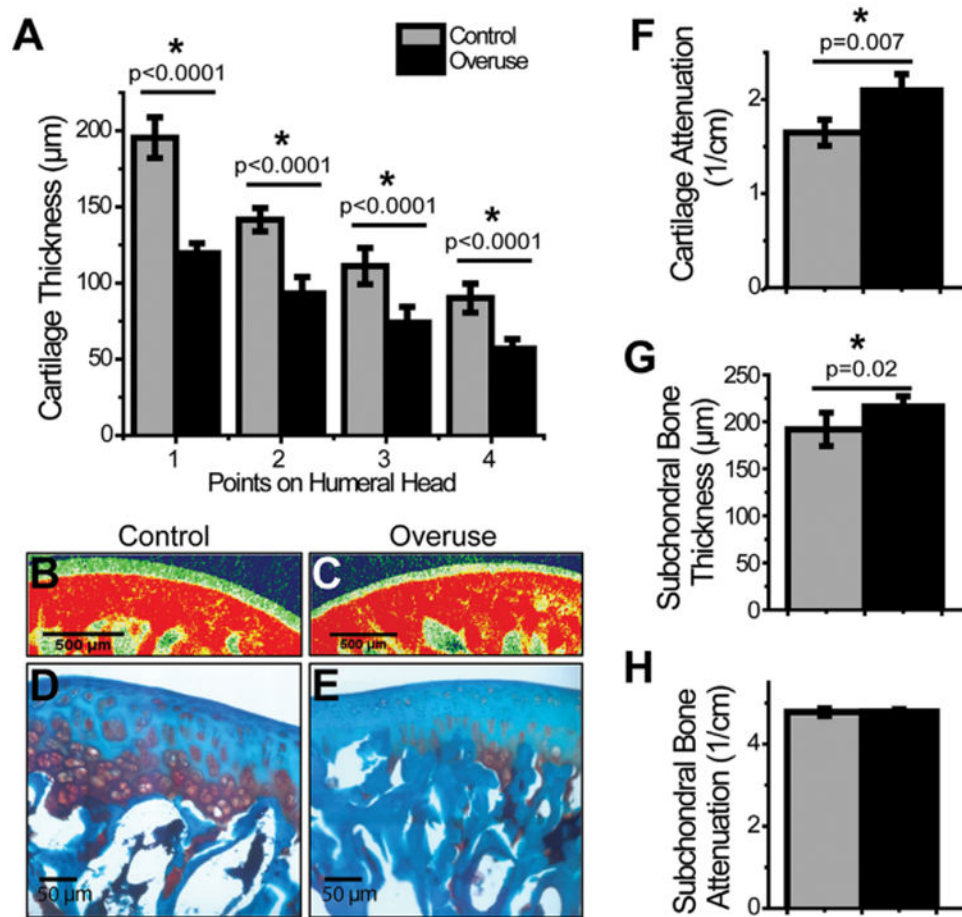 A
Control
Overuse
Cartilage Thickness (µm)
200
150
100
50
0
*
p<0.0001
*
p<0.0001
*
p<0.0001
*
p<0.0001
1 2 3 4
Points on Humeral Head
Control Overuse
B
500 µm
C
500 µm
D
50 µm
E
50 µm
F
Cartilage Attenuation
(1/cm)
*
p=0.007
2
1
0
G
Subchondral Bone
Thickness (µm)
*
p=0.02
250
200
150
100
50
0
H
Subchondral Bone
Attenuation (1/cm)
4
2
0